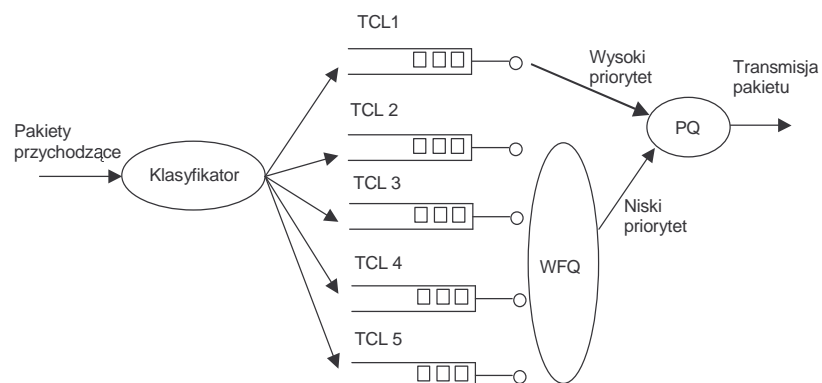 TCL1
Wysoki
priorytet
Transmisja
pakietu
Pakiety
przychodzące
Klasyfikator
TCL 2
PQ
TCL 3
Niski
priorytet
WFQ
TCL 4
TCL 5